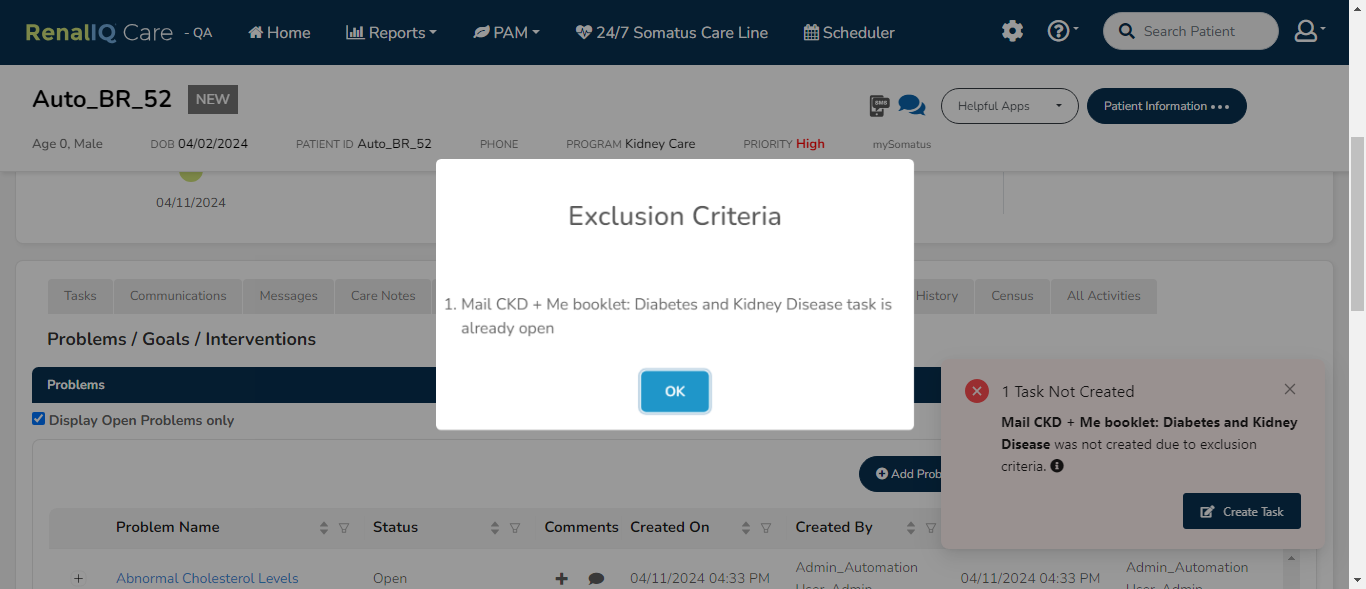 RenalIQ Care - QA Home Reports PAM 24/7 Somatus Care Line Scheduler Search Patient
Auto_BR_52 NEW SMS Helpful Apps Patient Information •••
Age 0, Male DOB 04/02/2024 PATIENT ID Auto_BR_52 PHONE PROGRAM Kidney Care PRIORITY High mySomatus
04/11/2024
Exclusion Criteria
1. Mail CKD + Me booklet: Diabetes and Kidney Disease task is
already open
OK
Tasks Communications Messages Care Notes History Census All Activities
Problems / Goals / Interventions
Problems
Display Open Problems only
1 Task Not Created
Mail CKD + Me booklet: Diabetes and Kidney
Disease was not created due to exclusion
criteria.
Create Task
Add Prob
Problem Name Status Comments Created On Created By
Abnormal Cholesterol Levels Open 04/11/2024 04:33 PM Admin_Automation 04/11/2024 04:33 PM Admin_Automation
User_Admin User_Admin